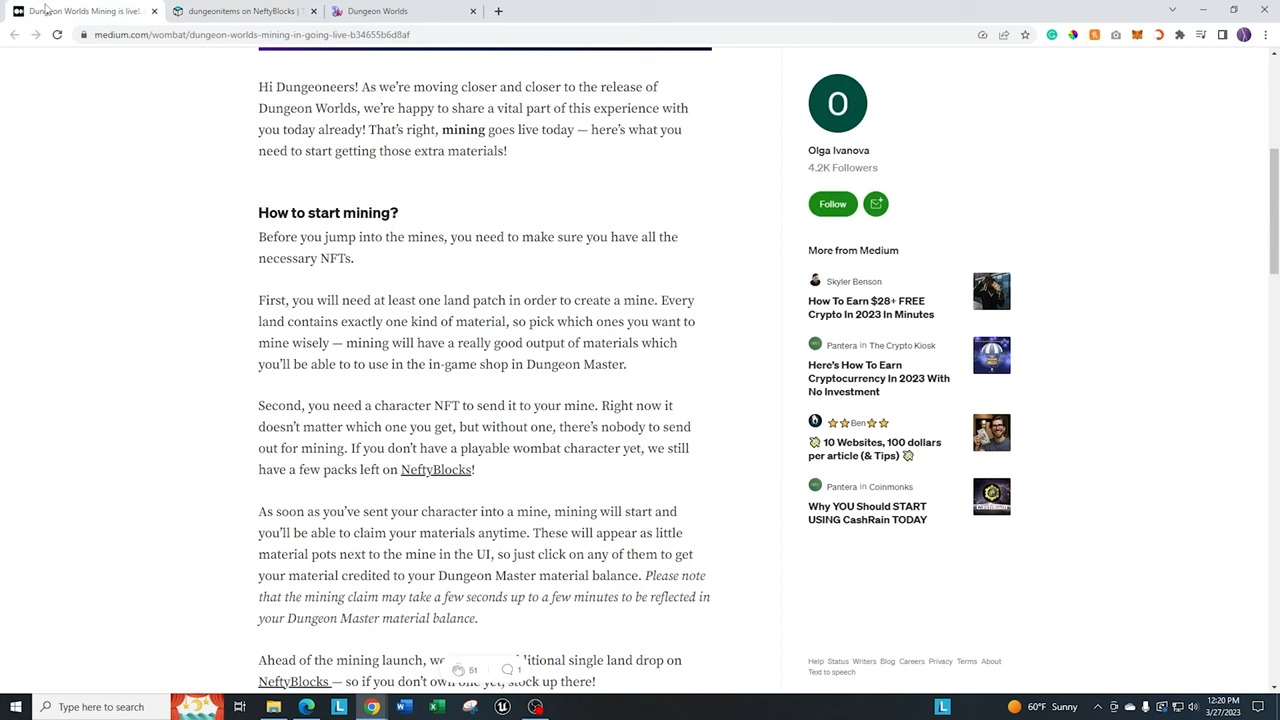 Dungeon Worlds Mining is live!
dungeonitems on NeftyBlocks | T
Dungeon Worlds
medium.com/wombat/dungeon-worlds-mining-in-going-live-b34655b6d8af
Hi Dungeoneers! As we're moving closer and closer to the release of
Dungeon Worlds, we're happy to share a vital part of this experience with
you today already! That's right, mining goes live today — here's what you
need to start getting those extra materials!
How to start mining?
Before you jump into the mines, you need to make sure you have all the
necessary NFTs.
First, you will need at least one land patch in order to create a mine. Every
land contains exactly one kind of material, so pick which ones you want to
mine wisely — mining will have a really good output of materials which
you'll be able to to use in the in-game shop in Dungeon Master.
Second, you need a character NFT to send it to your mine. Right now it
doesn't matter which one you get, but without one, there's nobody to send
out for mining. If you don't have a playable wombat character yet, we still
have a few packs left on NeftyBlocks!
As soon as you've sent your character into a mine, mining will start and
you'll be able to claim your materials anytime. These will appear as little
material pots next to the mine in the UI, so just click on any of them to get
your material credited to your Dungeon Master material balance. Please note
that the mining claim may take a few seconds up to a few minutes to be reflected in
your Dungeon Master material balance.
Ahead of the mining launch, we ditional single land drop on
NeftyBlocks — so if you don't own one yet, stock up there!
51
1
O
Olga Ivanova
4.2K Followers
Follow
More from Medium
Skyler Benson
How To Earn $28+ FREE
Crypto In 2023 In Minutes
Pantera in The Crypto Kiosk
Here's How To Earn
Cryptocurrency In 2023 With
No Investment
⭐⭐Ben⭐⭐
💸 10 Websites, 100 dollars
per article (& Tips) 💸
Pantera in Coinmonks
Why YOU Should START
USING CashRain TODAY
Help Status Writers Blog Careers Privacy Terms About
Text to speech
Type here to search
60°F Sunny
12:20 PM
3/27/2023